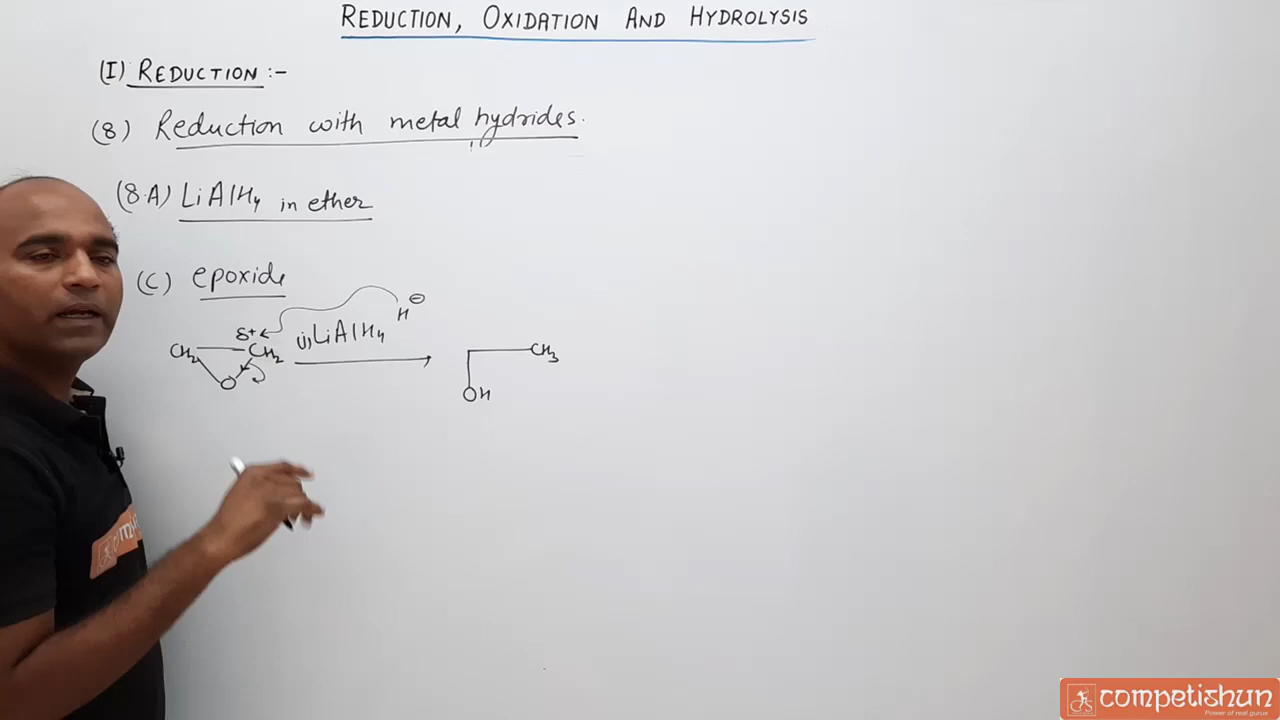 REDUCTION, OXIDATION AND HYDROLYSIS
(I) REDUCTION :-
(8) Reduction with metal hydrides.
(8.A) LiAlH4 in ether
(C) epoxide
H⊖
δ+ (i) LiAlH4
CH2 CH2 CH3
O OH
competishun
Power of real gurus